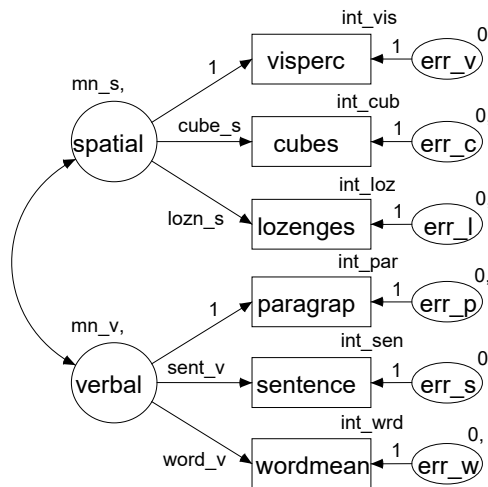 int_vis
0
1
visperc
1
err_v
mn_s,
int_cub
0
spatial
cube_s
cubes
1
err_c
int_loz
0
lozn_s
lozenges
1
err_l
int_par
0,
1
paragrap
1
err_p
mn_v,
int_sen
0
verbal
sent_v
sentence
1
err_s
int_wrd
0,
word_v
wordmean
1
err_w